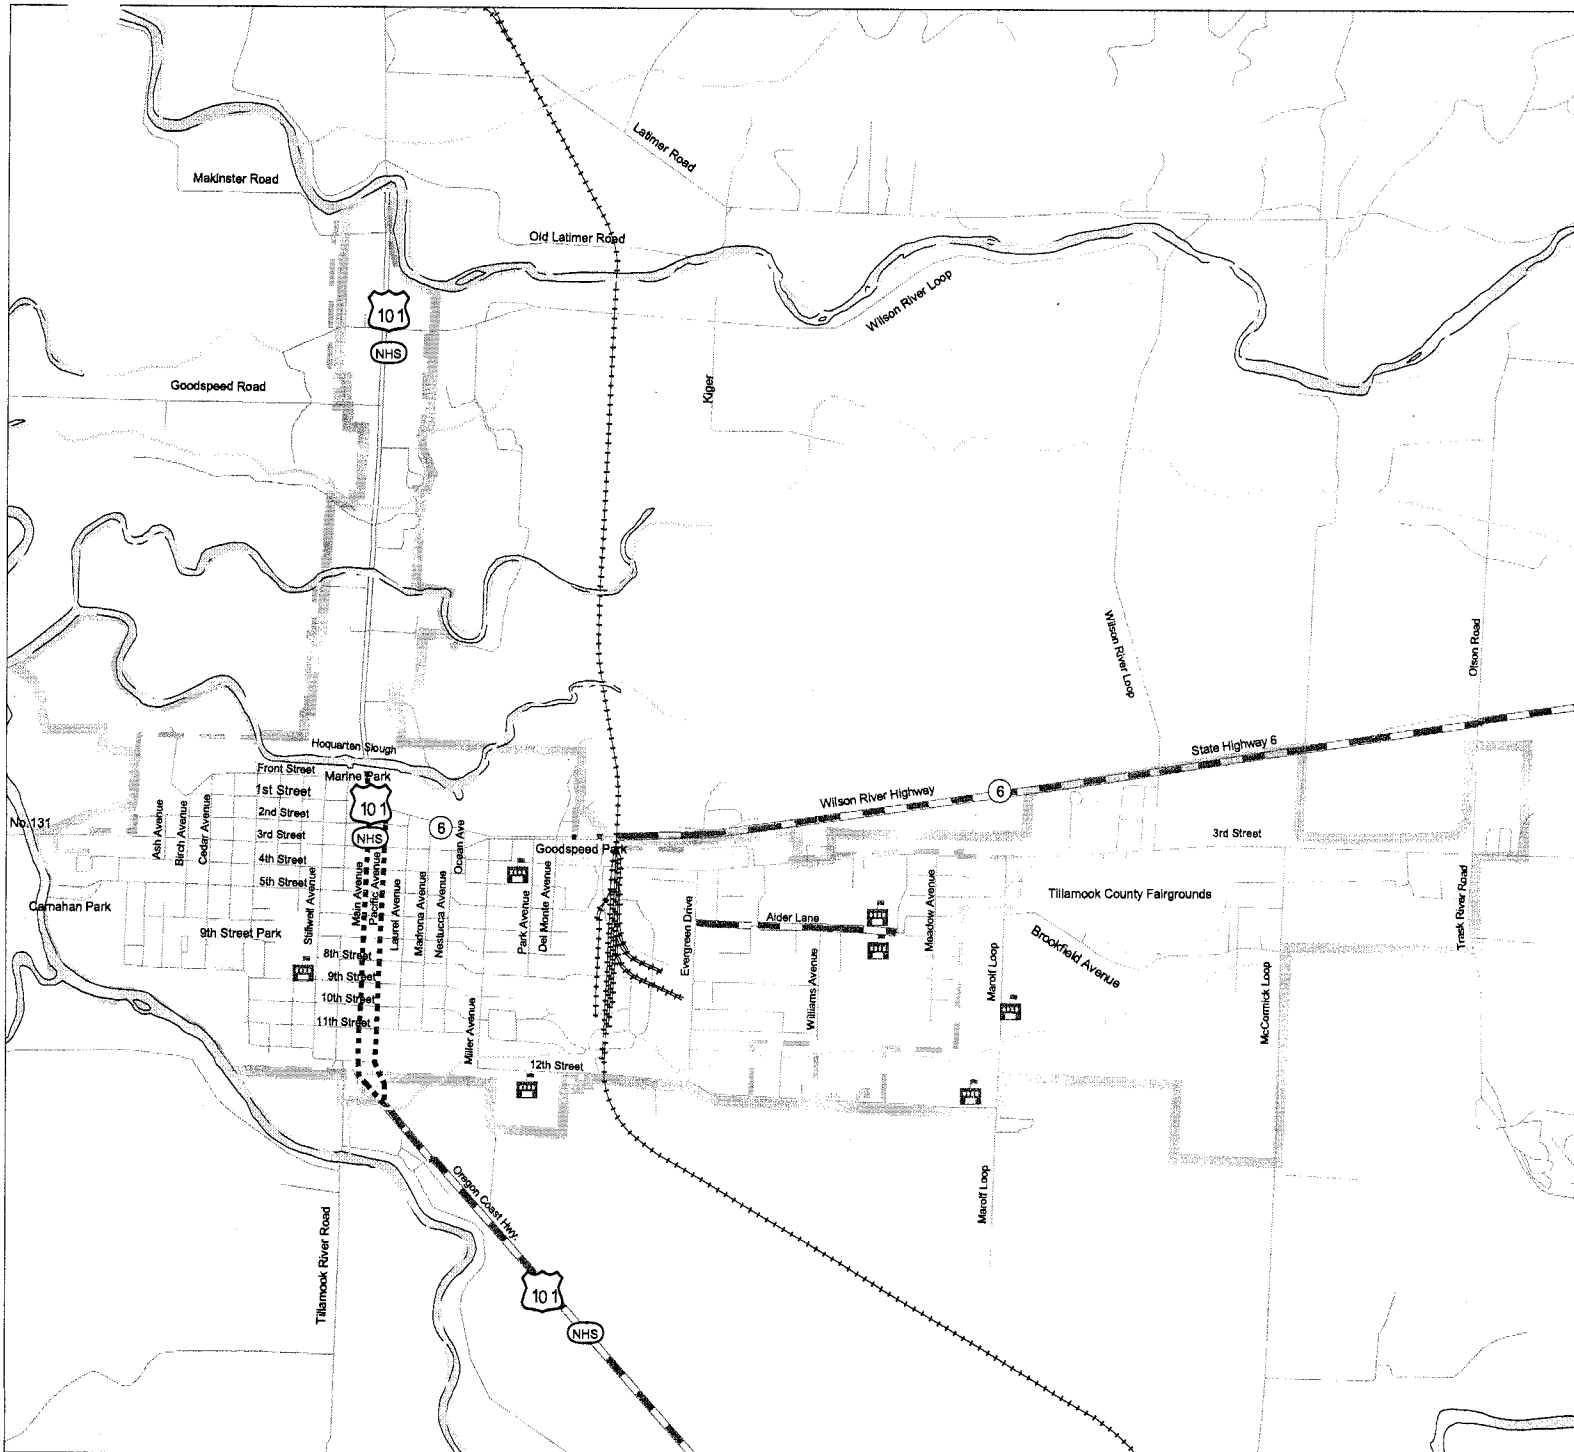 Latimer Road
Makinster Road
Old Latimer Road
Wilson River Loop
101
NHS
Goodspeed Road
Kiger
Wilson River Loop
Olson Road
State Highway 6
Hoquarten Slough
Front Street
Marine Park
1st Street
101
Wilson River Highway
6
2nd Street
No.131
Ash Avenue
Birch Avenue
Cedar Avenue
3rd Street
NHS
6
Ocean Ave
3rd Street
Goodspeed Park
4th Street
5th Street
Stillwell Avenue
Main Avenue
Pacific Avenue
Laurel Avenue
Madrona Avenue
Nestucca Avenue
Park Avenue
Del Monte Avenue
Evergreen Drive
Alder Lane
Meadow Avenue
Tillamook County Fairgrounds
Trask River Road
Carnahan Park
9th Street Park
8th Street
9th Street
10th Street
11th Street
Miller Avenue
Williams Avenue
Marolf Loop
Brookfield Avenue
McCormick Loop
12th Street
Marolf Loop
Oregon Coast Hwy.
Tillamook River Road
101
NHS